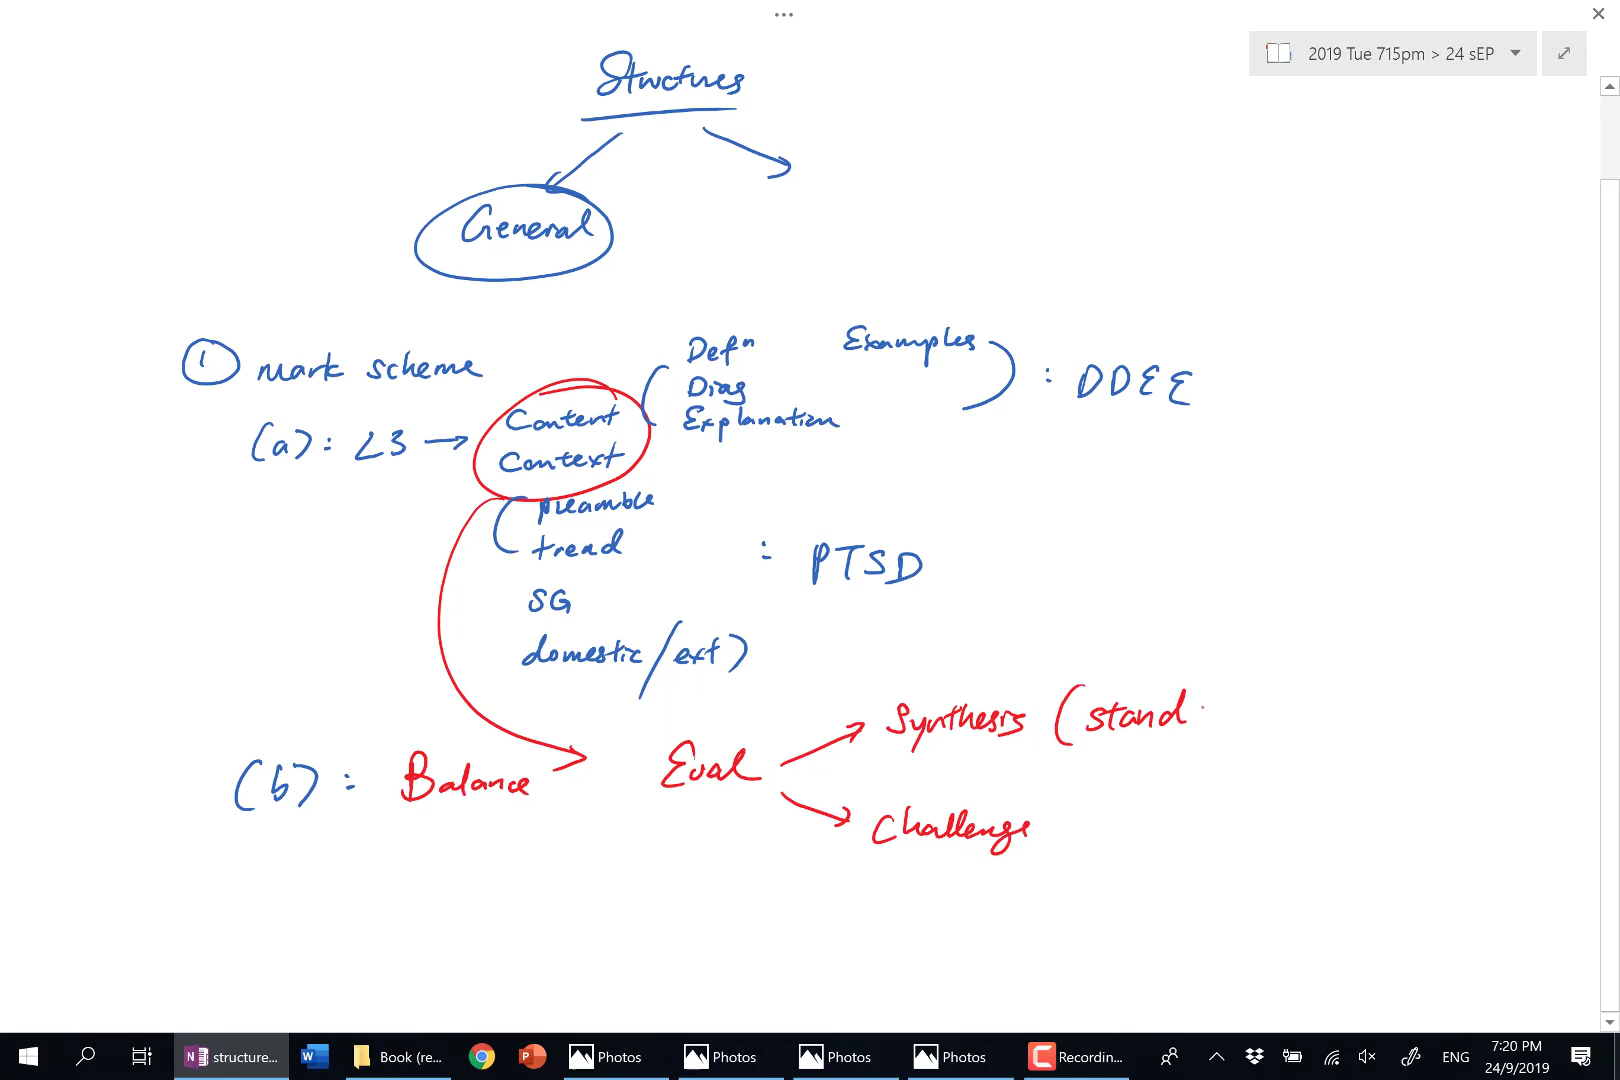 2019 Tue 715pm > 24 sEP
Structures
General
1 mark scheme
Defn Examples
Diag : DDEE
Explanation
(a): L3 → Content
Context
preamble
trend : PTSD
SG
domestic/ext)
Synthesis (stand
(b): Balance Eval
Challenge
structure...
Book (re...
Photos
Photos
Photos
Photos
Recordin...
ENG
7:20 PM
24/9/2019